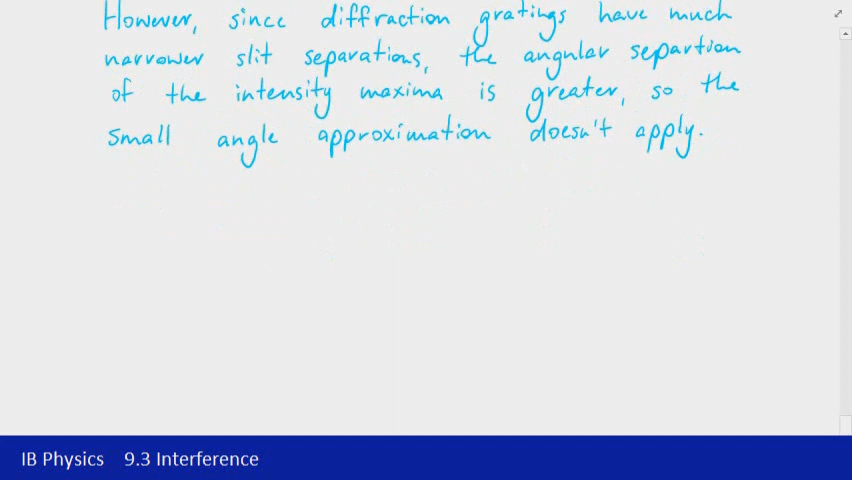 However, since diffraction gratings have much
narrower slit separations, the angular separtion
of the intensity maxima is greater, so the
small angle approximation doesn't apply.
IB Physics 9.3 Interference